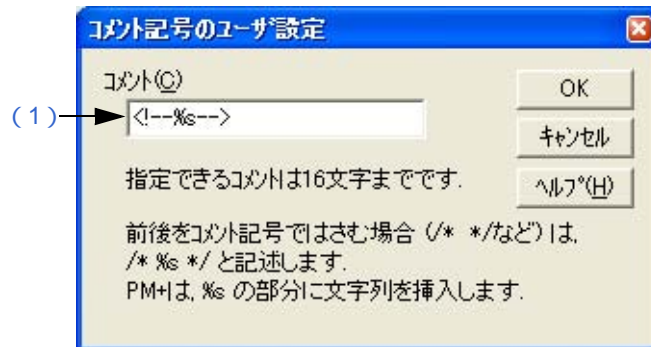 コメント記号のユーザ設定
コメント(C)
(1)
<!--%s-->
OK
キャンセル
ヘルプ(H)
指定できるコメントは16文字までです.
前後をコメント記号ではさむ場合 (/* */など) は,
/* %s */ と記述します.
PM+は, %s の部分に文字列を挿入します.